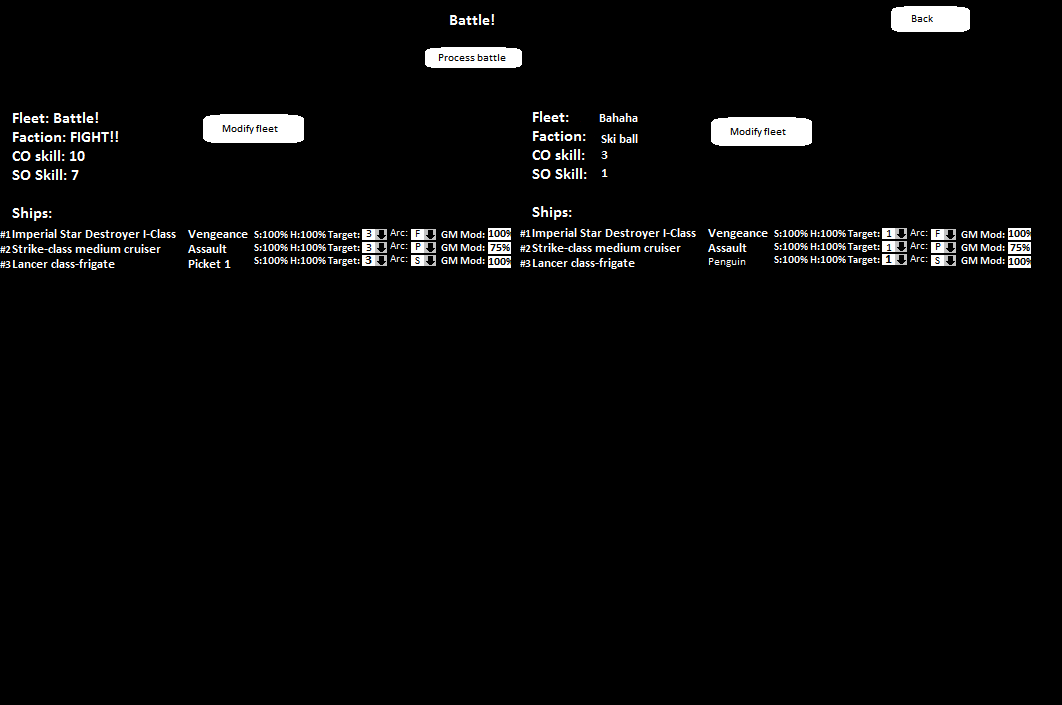 Battle!
Back
Process battle
Fleet: Battle!
Faction: FIGHT!!
CO skill: 10
SO Skill: 7
Modify fleet
Ships:
#1 Imperial Star Destroyer I-Class Vengeance S:100% H:100% Target: 3 Arc: F GM Mod: 100%
#2 Strike-class medium cruiser Assault S:100% H:100% Target: 3 Arc: P GM Mod: 75%
#3 Lancer class-frigate Picket 1 S:100% H:100% Target: 3 Arc: S GM Mod: 100%
Fleet: Bahaha
Faction: Ski ball
CO skill: 3
SO Skill: 1
Modify fleet
Ships:
#1 Imperial Star Destroyer I-Class Vengeance S:100% H:100% Target: 1 Arc: F GM Mod: 100%
#2 Strike-class medium cruiser Assault S:100% H:100% Target: 1 Arc: P GM Mod: 75%
#3 Lancer class-frigate Penguin S:100% H:100% Target: 1 Arc: S GM Mod: 100%